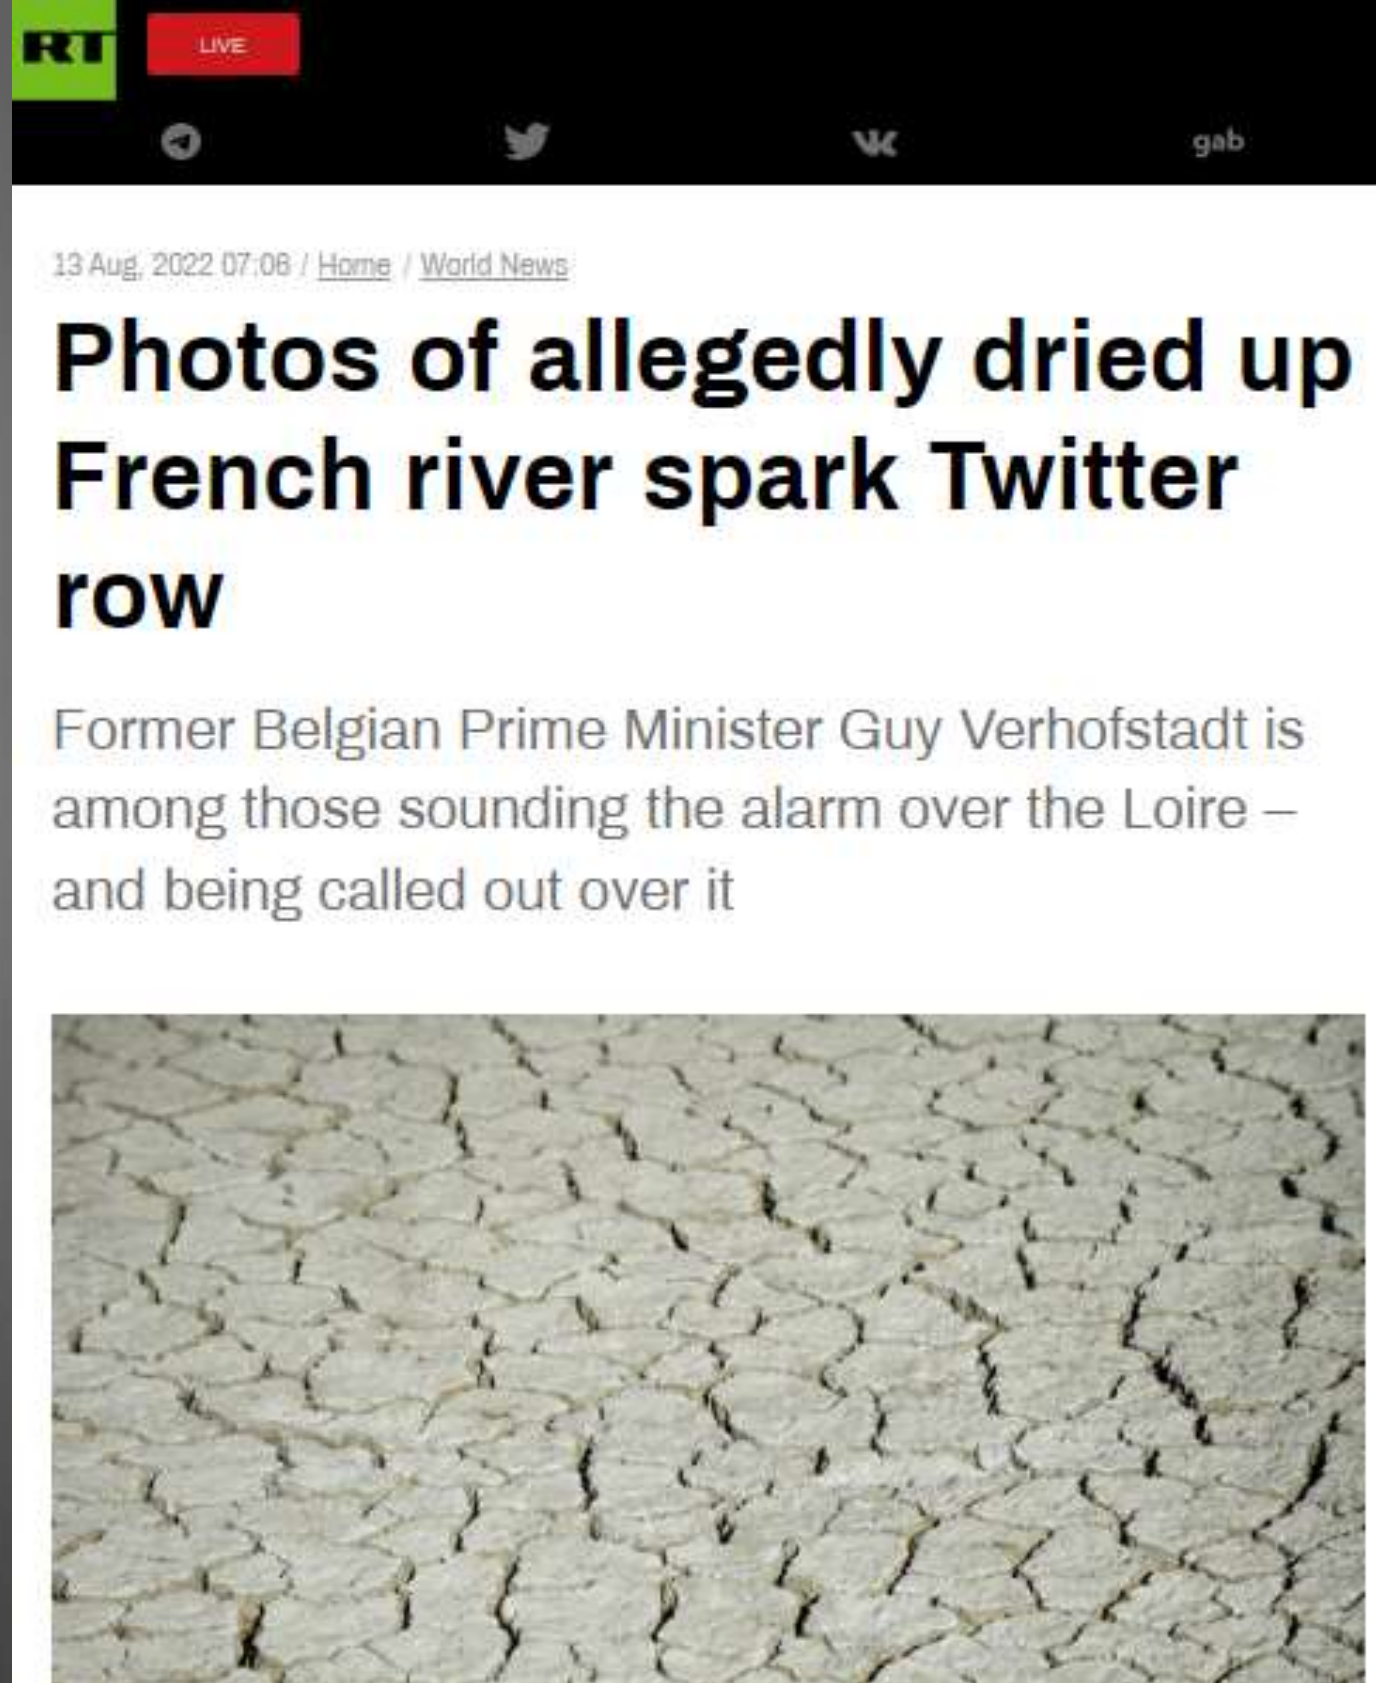 RT
LIVE
gab
13 Aug, 2022 07:06 / Home / World News
Photos of allegedly dried up
French river spark Twitter
row
Former Belgian Prime Minister Guy Verhofstadt is
among those sounding the alarm over the Loire –
and being called out over it